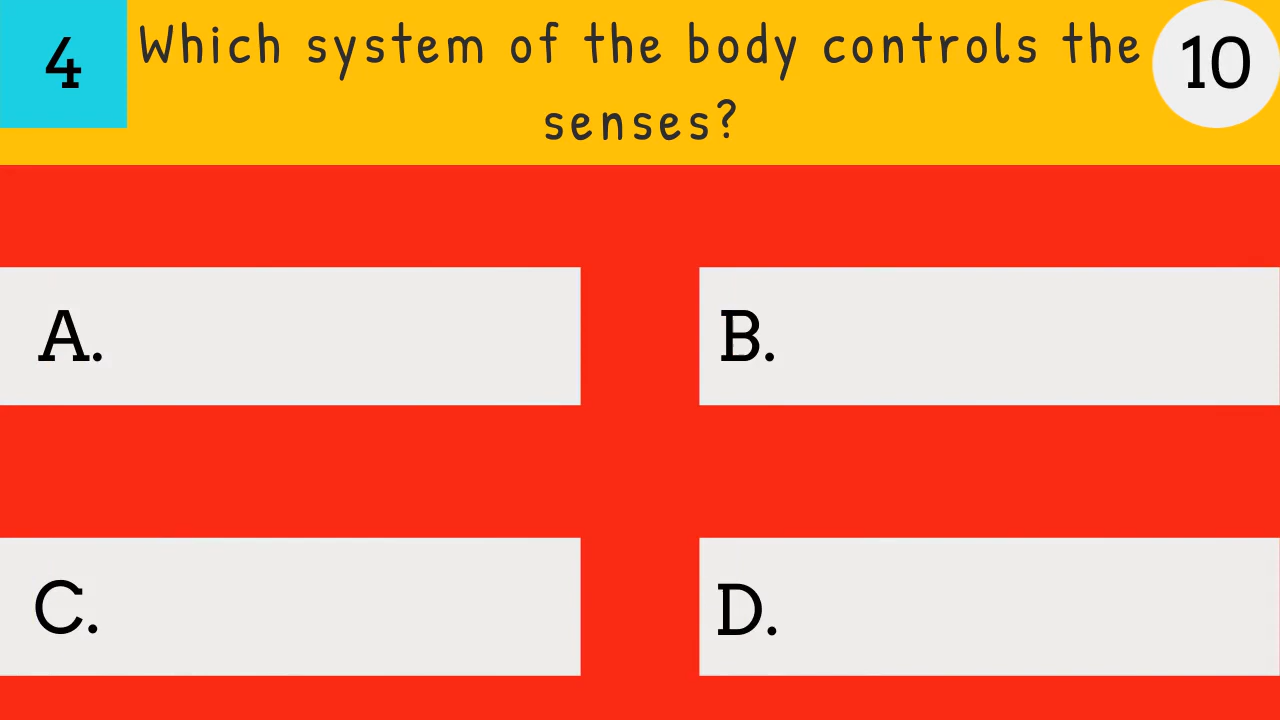 4
Which system of the body controls the
senses?
10
A.
B.
C.
D.